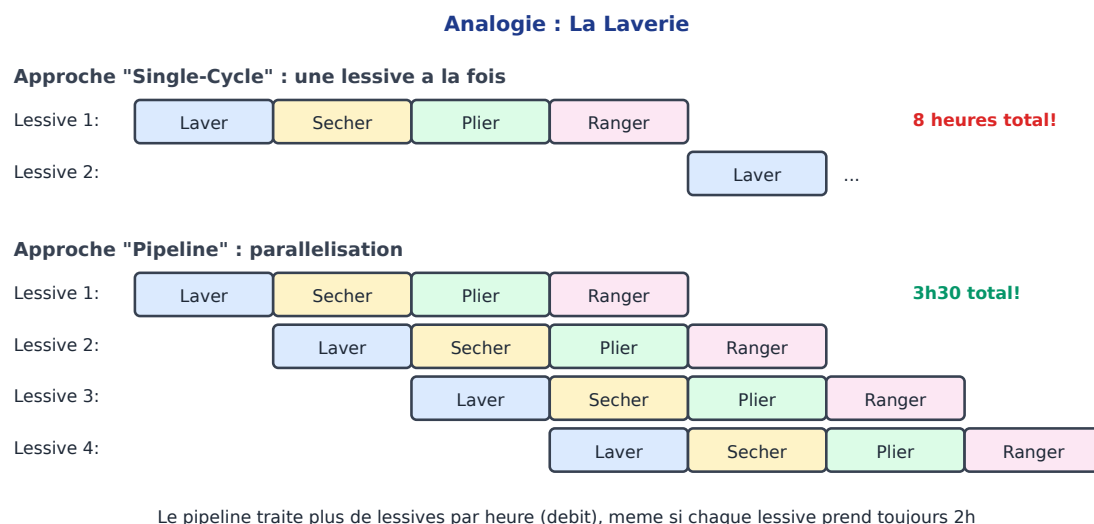 Analogie : La Laverie
Approche "Single-Cycle" : une lessive a la fois
Lessive 1: Laver Secher Plier Ranger 8 heures total!
Lessive 2: Laver ...
Approche "Pipeline" : parallelisation
Lessive 1: Laver Secher Plier Ranger 3h30 total!
Lessive 2: Laver Secher Plier Ranger
Lessive 3: Laver Secher Plier Ranger
Lessive 4: Laver Secher Plier Ranger
Le pipeline traite plus de lessives par heure (debit), meme si chaque lessive prend toujours 2h